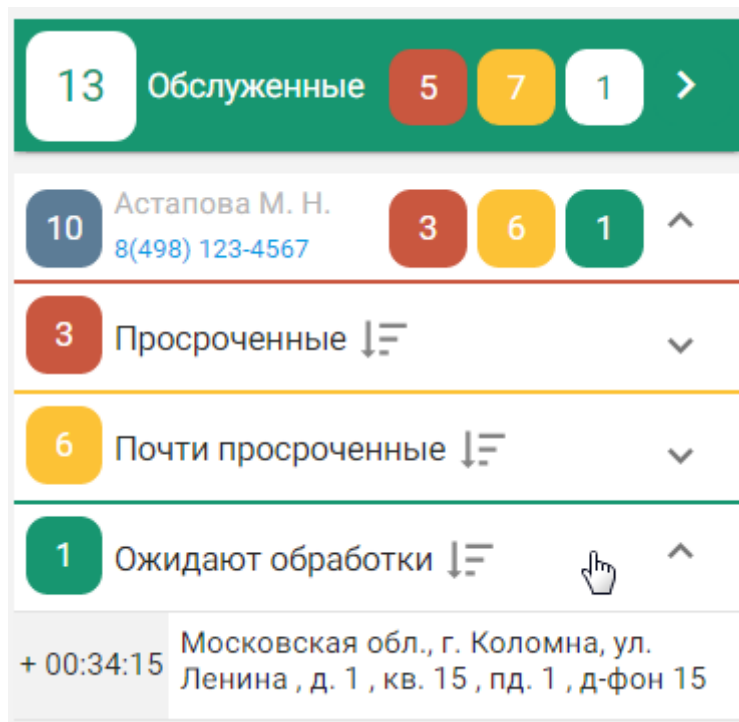 13 Обслуженные 5 7 1
10 Астапова М. Н. 3 6 1
8(498) 123-4567
3 Просроченные
6 Почти просроченные
1 Ожидают обработки
+ 00:34:15 Московская обл., г. Коломна, ул.
Ленина , д. 1 , кв. 15 , пд. 1 , д-фон 15